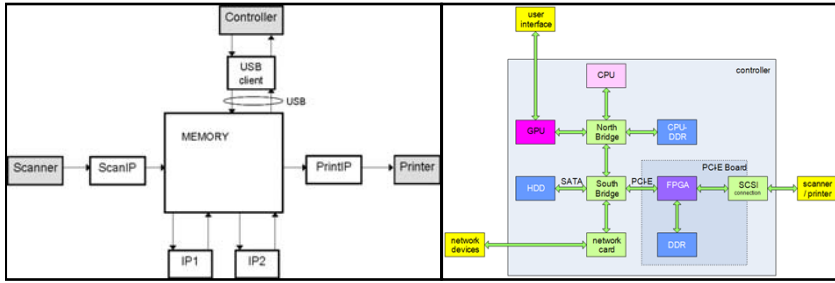 Controller
USB
client
USB
MEMORY
Scanner
ScanIP
PrintIP
Printer
IP1
IP2
user
interface
controller
CPU
GPU
North
Bridge
CPU-
DDR
PCI-E Board
HDD
SATA
South
Bridge
PCI-E
FPGA
SCSI
connection
scanner
/ printer
network
devices
network
card
DDR